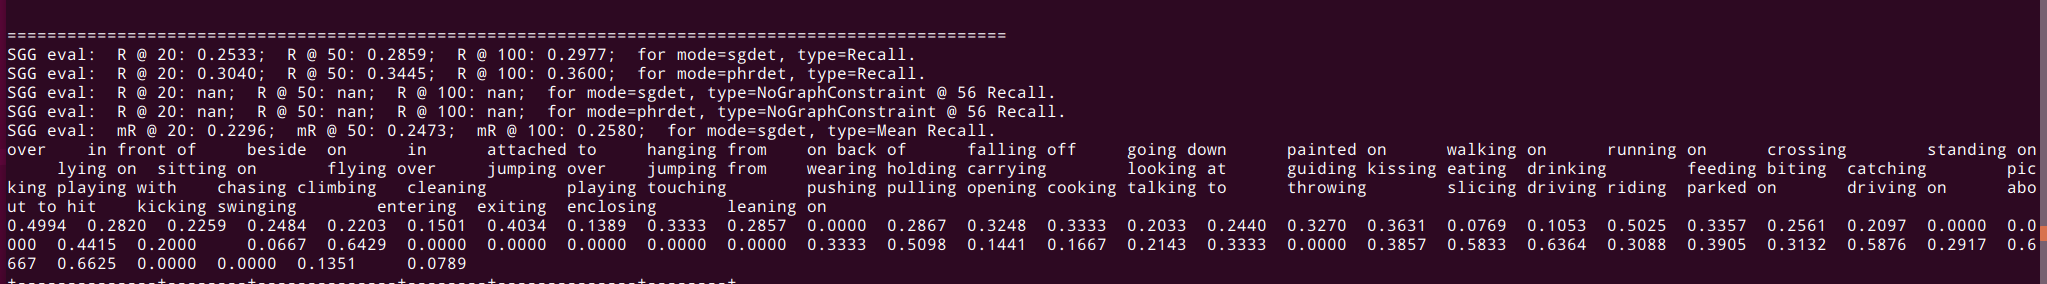 ==================================================================================================
SGG eval:  R @ 20: 0.2533;  R @ 50: 0.2859;  R @ 100: 0.2977;  for mode=sgdet, type=Recall.
SGG eval:  R @ 20: 0.3040;  R @ 50: 0.3445;  R @ 100: 0.3600;  for mode=phrdet, type=Recall.
SGG eval:  R @ 20: nan;  R @ 50: nan;  R @ 100: nan;  for mode=sgdet, type=NoGraphConstraint @ 56 Recall.
SGG eval:  R @ 20: nan;  R @ 50: nan;  R @ 100: nan;  for mode=phrdet, type=NoGraphConstraint @ 56 Recall.
SGG eval:  mR @ 20: 0.2296;  mR @ 50: 0.2473;  mR @ 100: 0.2580;  for mode=sgdet, type=Mean Recall.
over    in front of     beside  on      in      attached to     hanging from    on back of      falling off     going down      painted on      walking on      running on      crossing        standing on
     lying on  sitting on       flying over     jumping over    jumping from    wearing holding carrying        looking at      guiding kissing eating  drinking        feeding biting  catching        pic
king playing with    chasing climbing    cleaning        playing touching        pushing pulling opening cooking talking to      throwing        slicing driving riding  parked on       driving on      abo
ut to hit    kicking swinging        entering  exiting  enclosing       leaning on
0.4994  0.2820  0.2259  0.2484  0.2203  0.1501  0.4034  0.1389  0.3333  0.2857  0.0000  0.2867  0.3248  0.3333  0.2033  0.2440  0.3270  0.3631  0.0769  0.1053  0.5025  0.3357  0.2561  0.2097  0.0000  0.0
000  0.4415  0.2000     0.0667  0.6429  0.0000  0.0000  0.0000  0.0000  0.0000  0.3333  0.5098  0.1441  0.1667  0.2143  0.3333  0.0000  0.3857  0.5833  0.6364  0.3088  0.3905  0.3132  0.5876  0.2917  0.6
667  0.6625  0.0000  0.0000  0.1351     0.0789